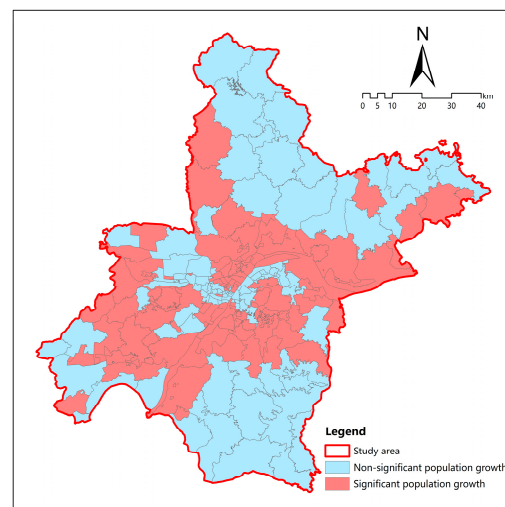 N
km
0 5 10 20 30 40
Legend
Study area
Non-significant population growth
Significant population growth